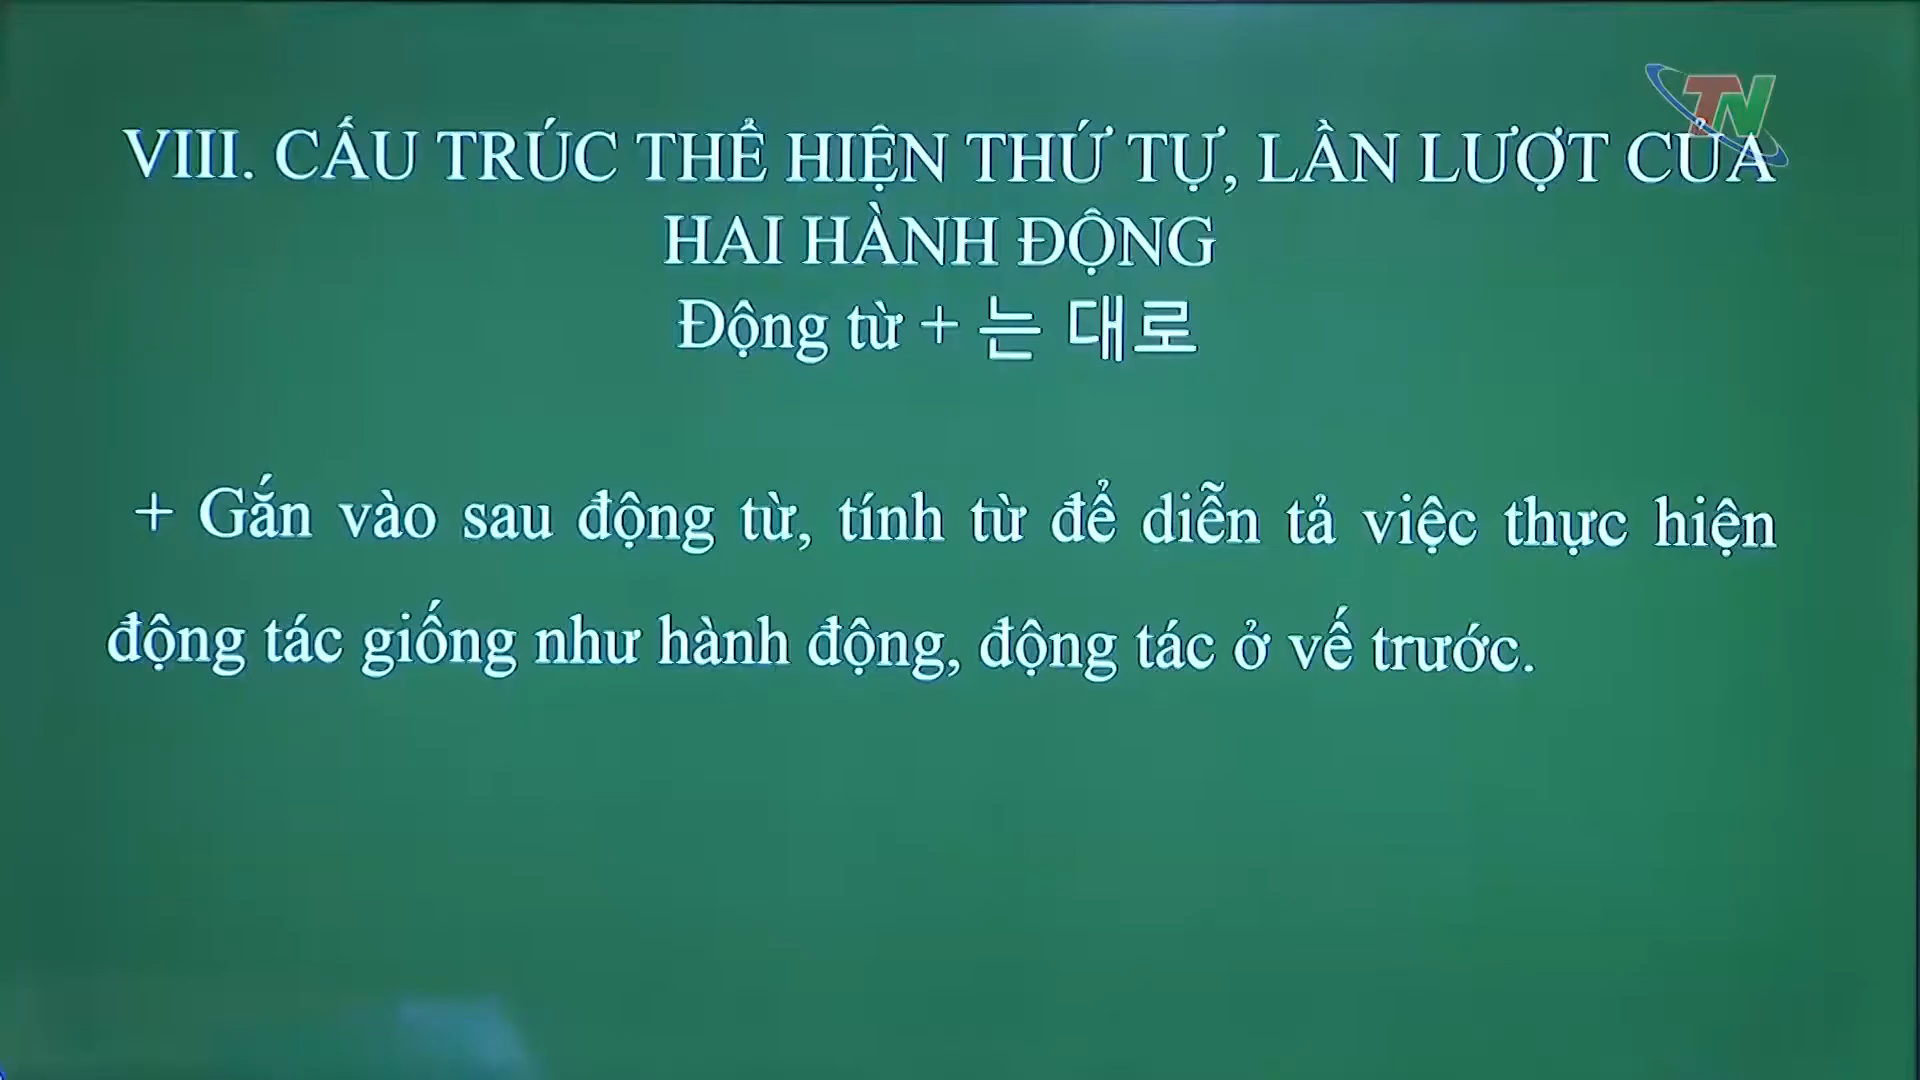 TN
VIII. CẤU TRÚC THỂ HIỆN THỨ TỰ, LẦN LƯỢT CỦA
HAI HÀNH ĐỘNG
Động từ + 는 대로
+ Gắn vào sau động từ, tính từ để diễn tả việc thực hiện
động tác giống như hành động, động tác ở vế trước.